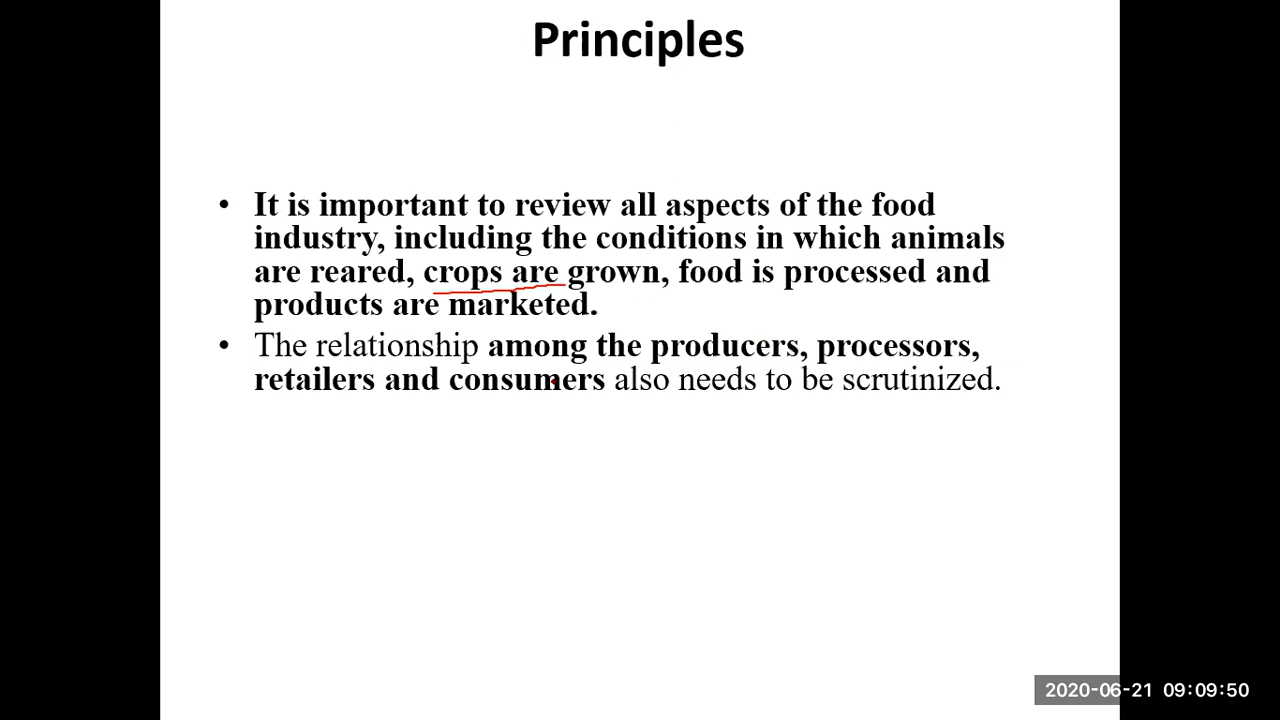 Principles
• It is important to review all aspects of the food
industry, including the conditions in which animals
are reared, crops are grown, food is processed and
products are marketed.
• The relationship among the producers, processors,
retailers and consumers also needs to be scrutinized.
2020-06-21 09:09:50